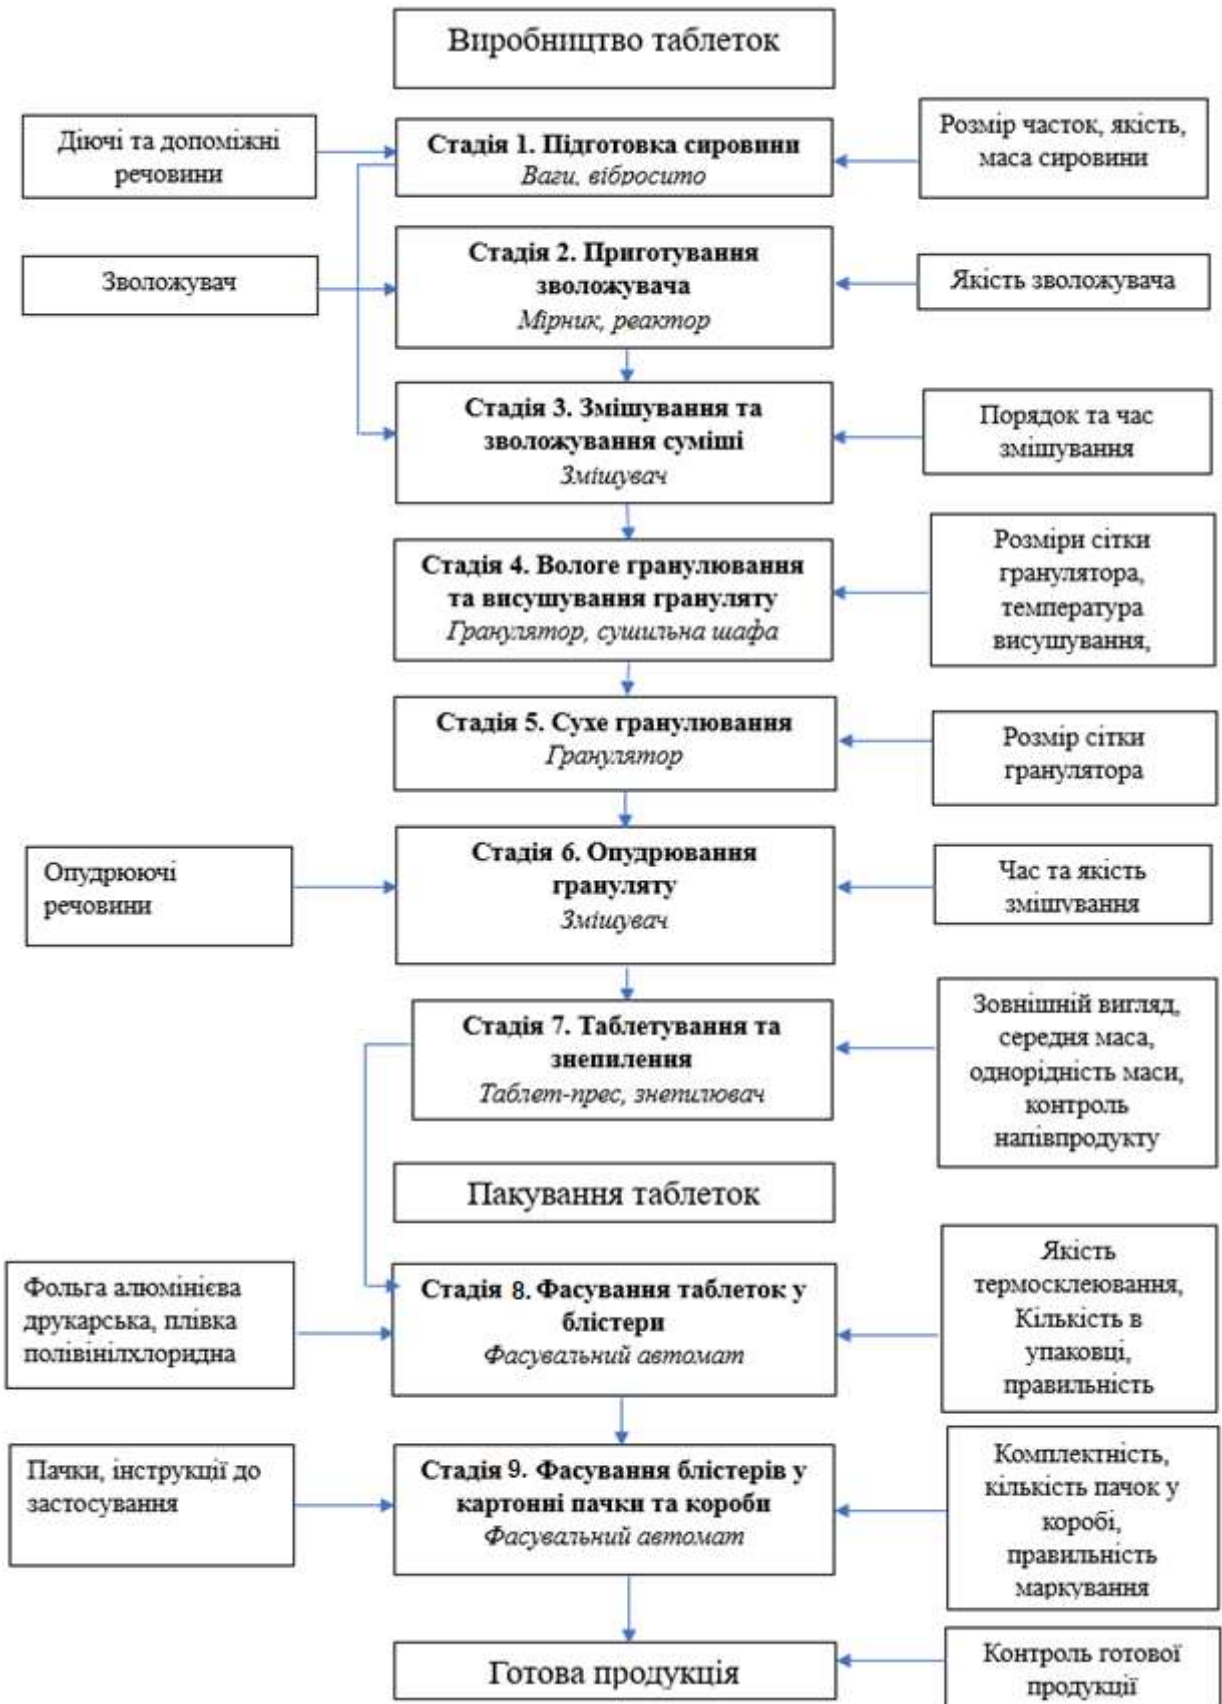 Виробництво таблеток
Діючі та допоміжні
речовини
Стадія 1. Підготовка сировини
Ваги, вібросито
Розмір часток, якість,
маса сировини
Зволожувач
Стадія 2. Приготування
зволожувача
Мірник, реактор
Якість зволожувача
Стадія 3. Змішування та
зволожування суміші
Змішувач
Порядок та час
змішування
Стадія 4. Вологе гранулювання
та висушування грануляту
Гранулятор, сушильна шафа
Розміри сітки
гранулятора,
температура
висушування,
Стадія 5. Сухе гранулювання
Гранулятор
Розмір сітки
гранулятора
Опудрюючі
речовини
Стадія 6. Опудрювання
грануляту
Змішувач
Час та якість
змішування
Стадія 7. Таблетування та
знепилення
Таблет-прес, знепилювач
Зовнішній вигляд,
середня маса,
однорідність маси,
контроль
напівпродукту
Пакування таблеток
Фольга алюмінієва
друкарська, плівка
полівінілхлоридна
Стадія 8. Фасування таблеток у
блістери
Фасувальний автомат
Якість
термосклеювання,
Кількість в
упаковці,
правильність
Пачки, інструкції до
застосування
Стадія 9. Фасування блістерів у
картонні пачки та короби
Фасувальний автомат
Комплектність,
кількість пачок у
коробі,
правильність
маркування
Готова продукція
Контроль готової
продукції